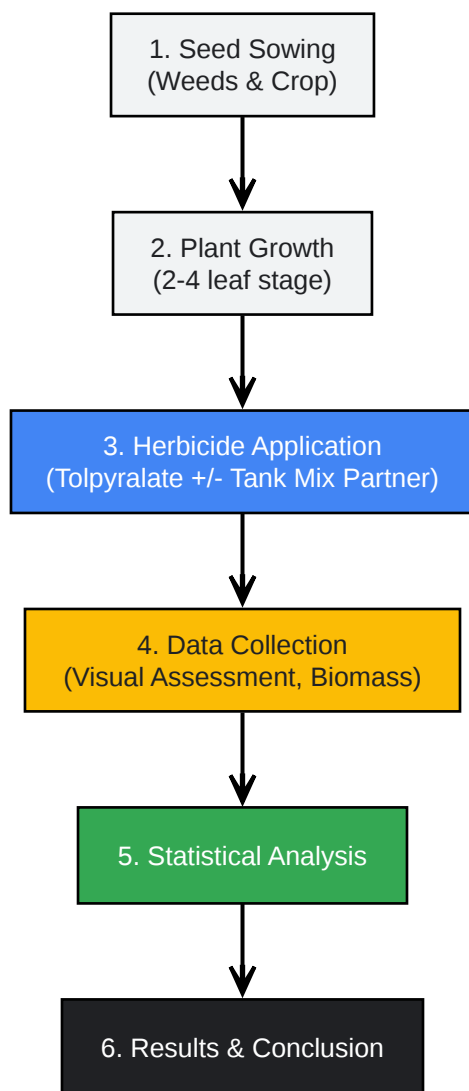 1. Seed Sowing
(Weeds & Crop)
2. Plant Growth
(2-4 leaf stage)
3. Herbicide Application
(Tolpyralate +/- Tank Mix Partner)
4. Data Collection
(Visual Assessment, Biomass)
5. Statistical Analysis
6. Results & Conclusion